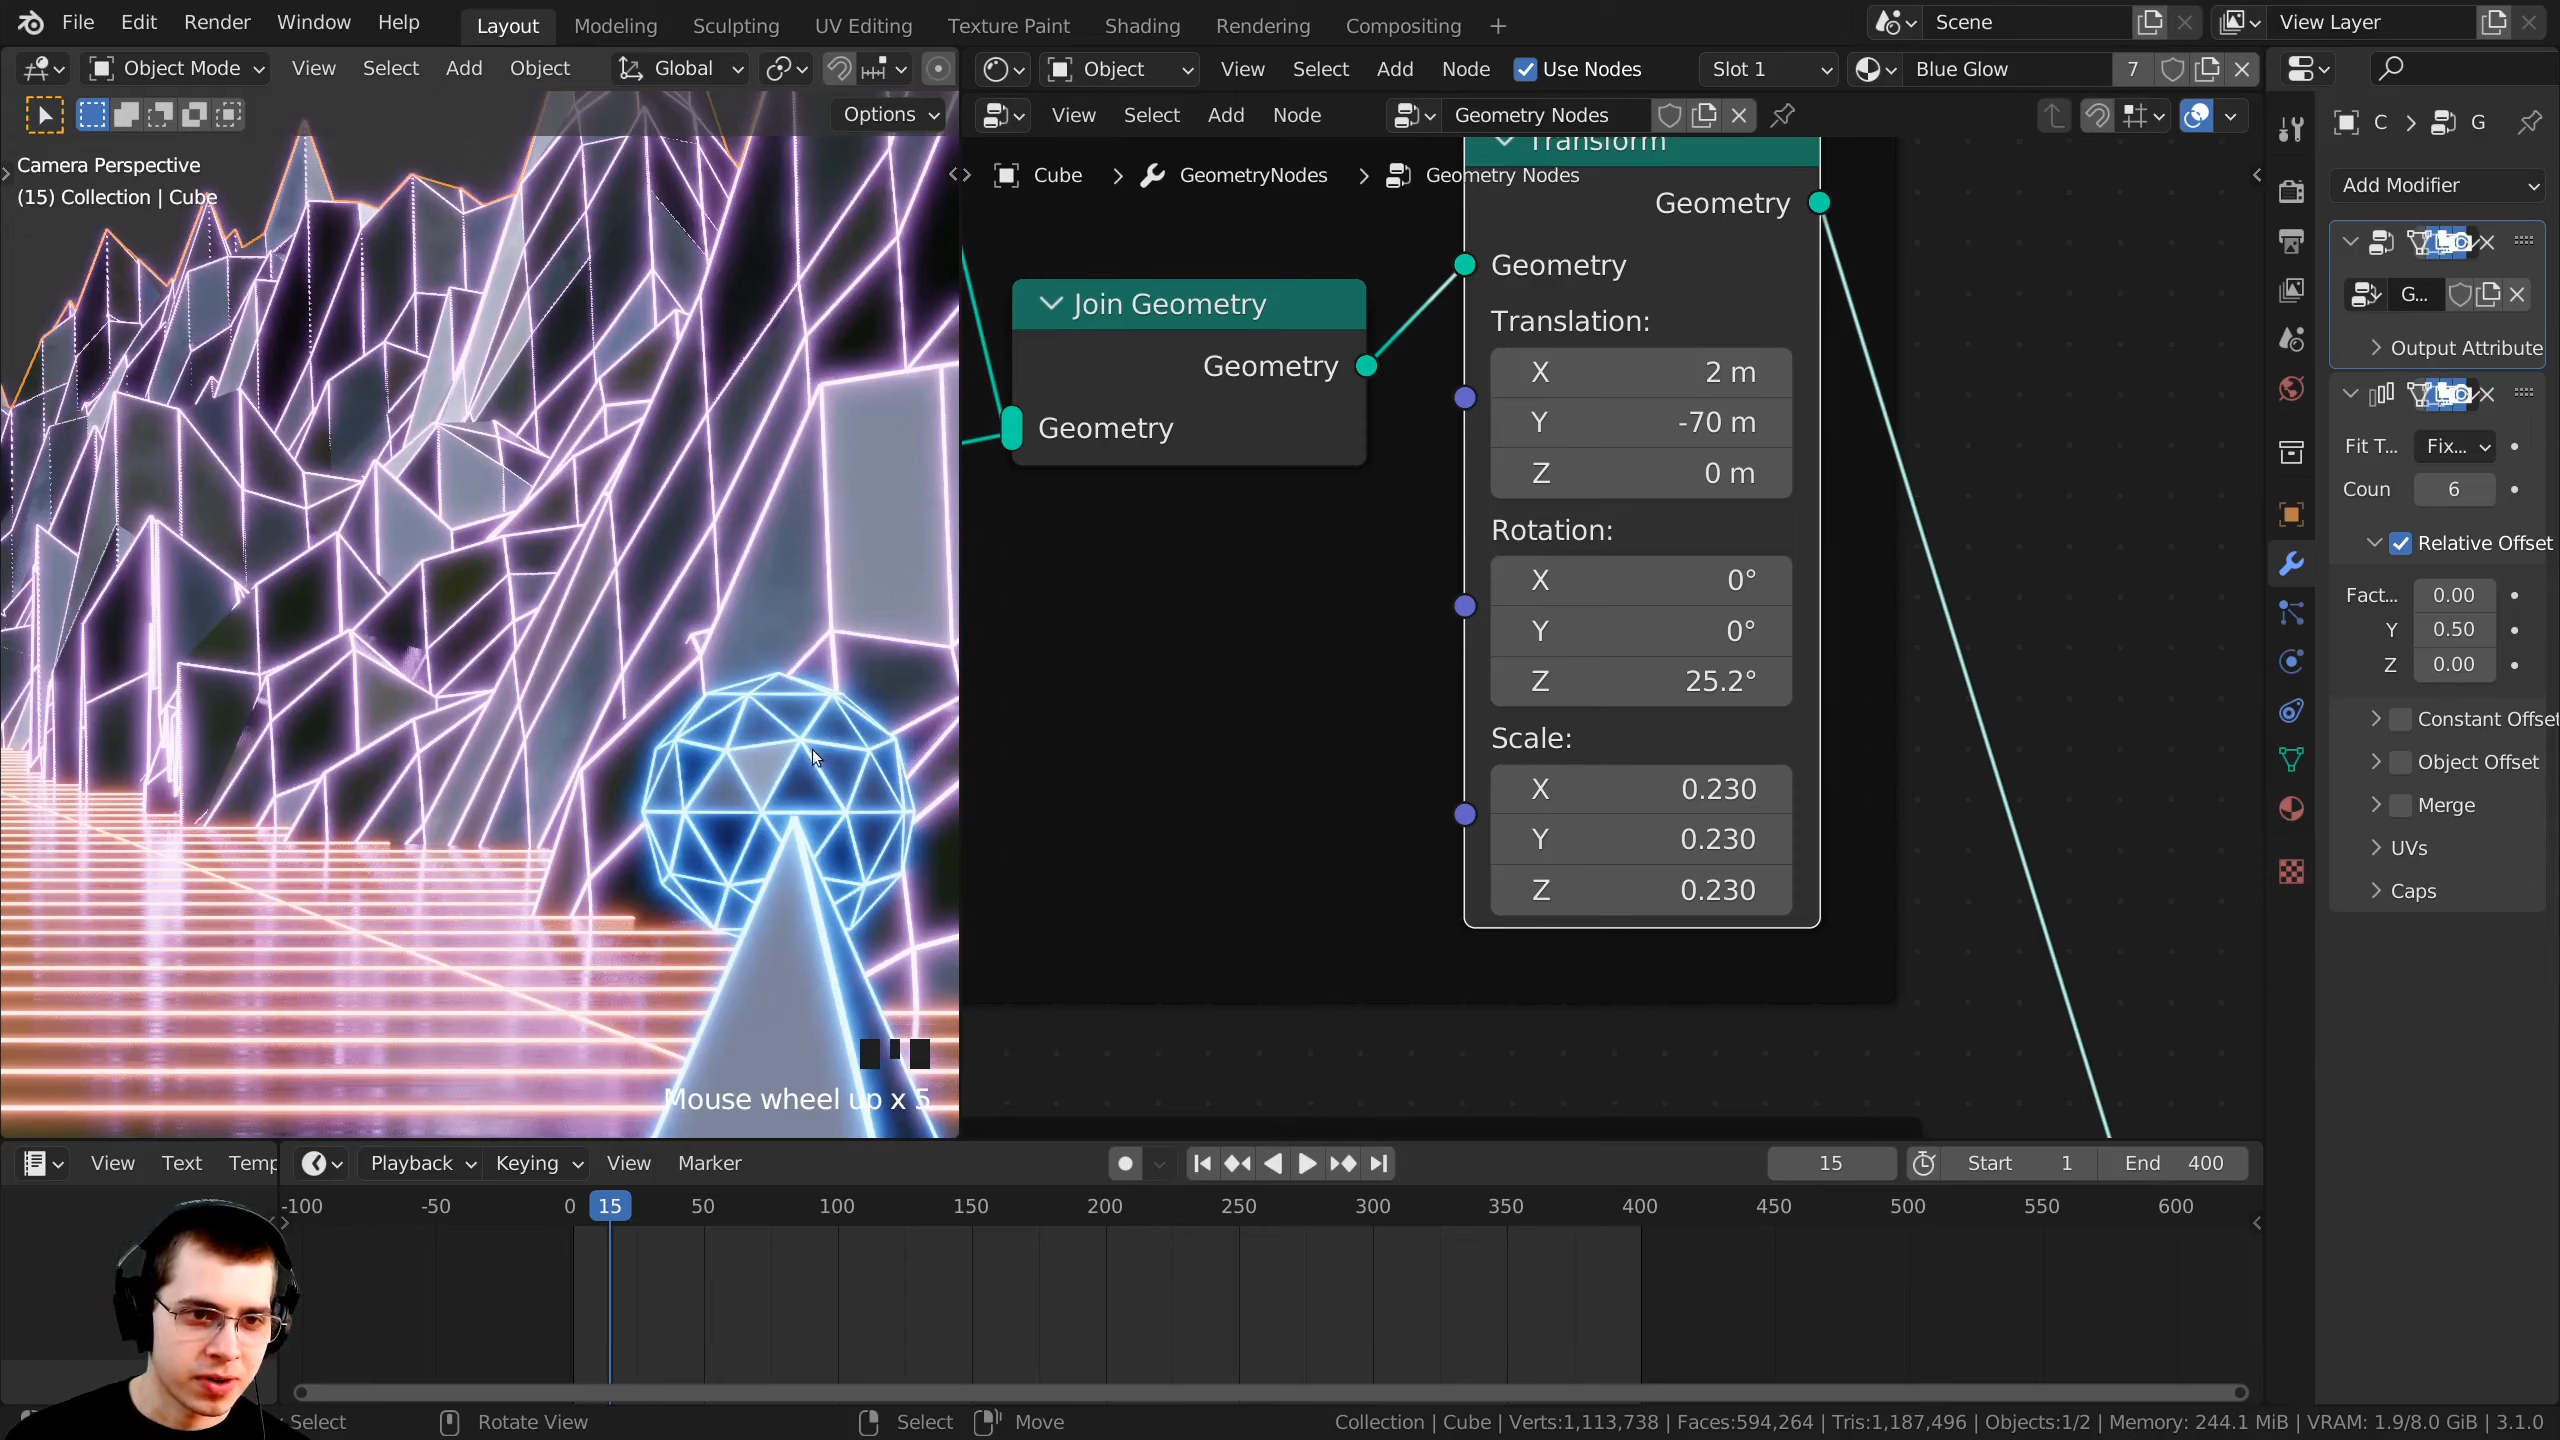 File Edit Render Window Help Layout Modeling Sculpting UV Editing Texture Paint Shading Rendering Compositing + Scene View Layer
Object Mode View Select Add Object Global
Object View Select Add Node Use Nodes Slot 1 Blue Glow 7
Options
View Select Add Node Geometry Nodes
C > G
Camera Perspective
(15) Collection | Cube
Cube > GeometryNodes > Geometry Nodes
Add Modifier
Transform
Geometry
Geometry
Translation:
X 2 m
Y -70 m
Z 0 m
Rotation:
X 0°
Y 0°
Z 25.2°
Scale:
X 0.230
Y 0.230
Z 0.230
Join Geometry
Geometry
Geometry
G...
Output Attribute
Fit T... Fix...
Coun 6
Relative Offset
Fact... 0.00
Y 0.50
Z 0.00
Constant Offset
Object Offset
Merge
UVs
Caps
Mouse wheel up x 5
View Text Temp Playback Keying View Marker 15 Start 1 End 400
-100 -50 0 15 50 100 150 200 250 300 350 400 450 500 550 600
Select Rotate View Select Move Collection | Cube | Verts:1,113,738 | Faces:594,264 | Tris:1,187,496 | Objects:1/2 | Memory: 244.1 MiB | VRAM: 1.9/8.0 GiB | 3.1.0